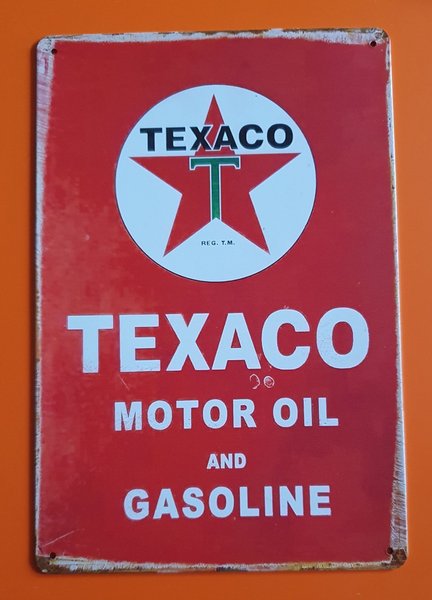 TEXACO
T
REG. T.M.
TEXACO
MOTOR OIL
AND
GASOLINE